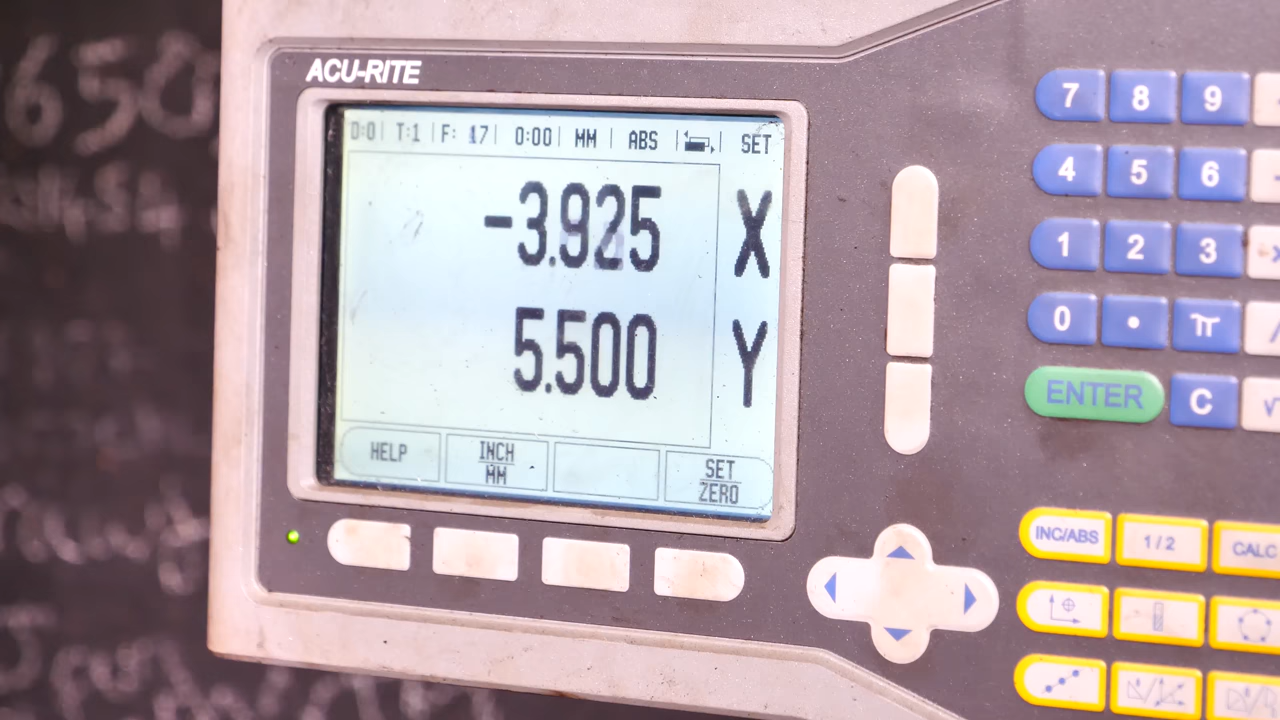 650
ACU-RITE
D:0 T:1 F: 17 0:00 MM ABS SET
-3.925 X
5.500 Y
HELP INCH MM SET ZERO
7 8 9
4 5 6
1 2 3
0 . π
ENTER C
INC/ABS 1/2 CALC